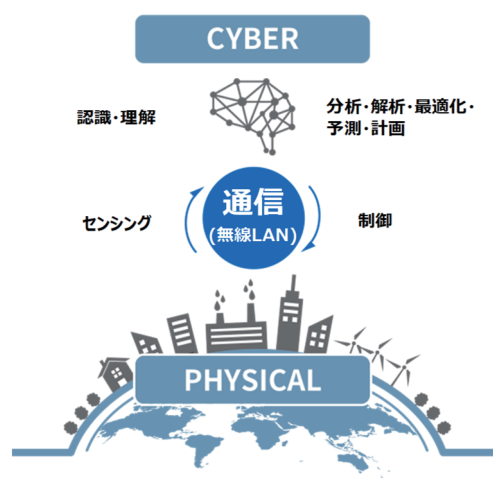 CYBER
認識・理解
分析・解析・最適化・
予測・計画
通信
(無線LAN)
センシング
制御
PHYSICAL